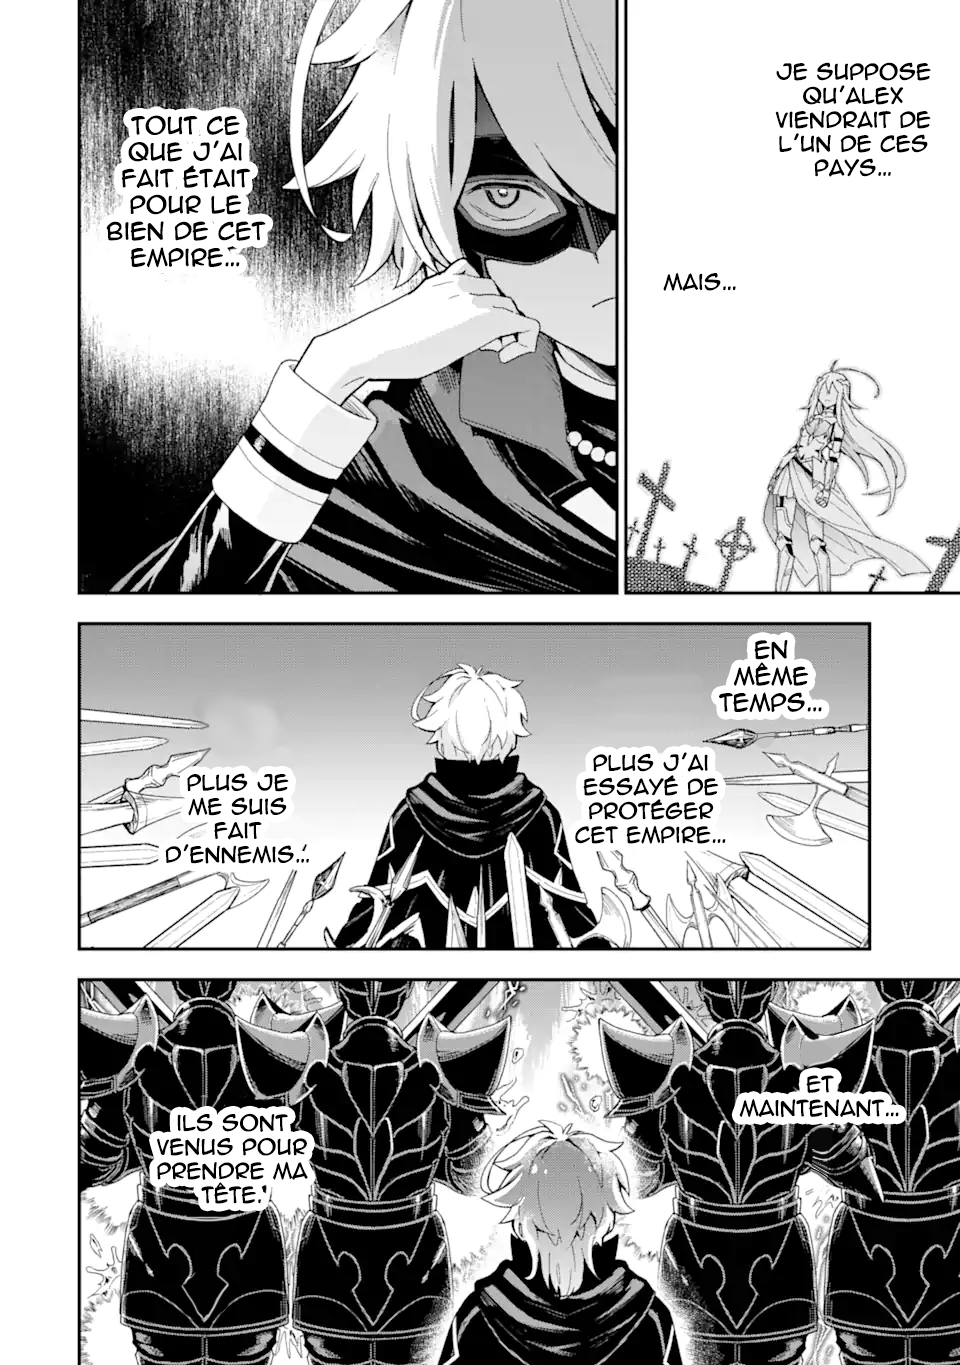 JE SUPPOSE
QU'ALEX
VIENDRAIT DE
L'UN DE CES
PAYS...
MAIS...
TOUT CE
QUE J'AI
FAIT ÉTAIT
POUR LE
BIEN DE CET
EMPIRE...
EN
MÊME
TEMPS...
PLUS J'AI
ESSAYÉ DE
PROTÉGER
CET EMPIRE...
PLUS JE
ME SUIS
FAIT
D'ENNEMIS...
ET
MAINTENANT...
ILS SONT
VENUS POUR
PRENDRE MA
TÊTE.